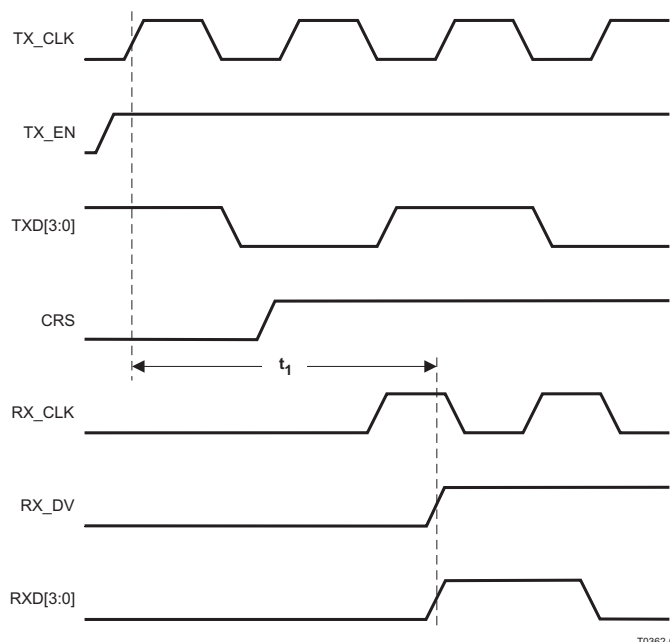 TX_CLK
TX_EN
TXD[3:0]
CRS
t1
RX_CLK
RX_DV
RXD[3:0]